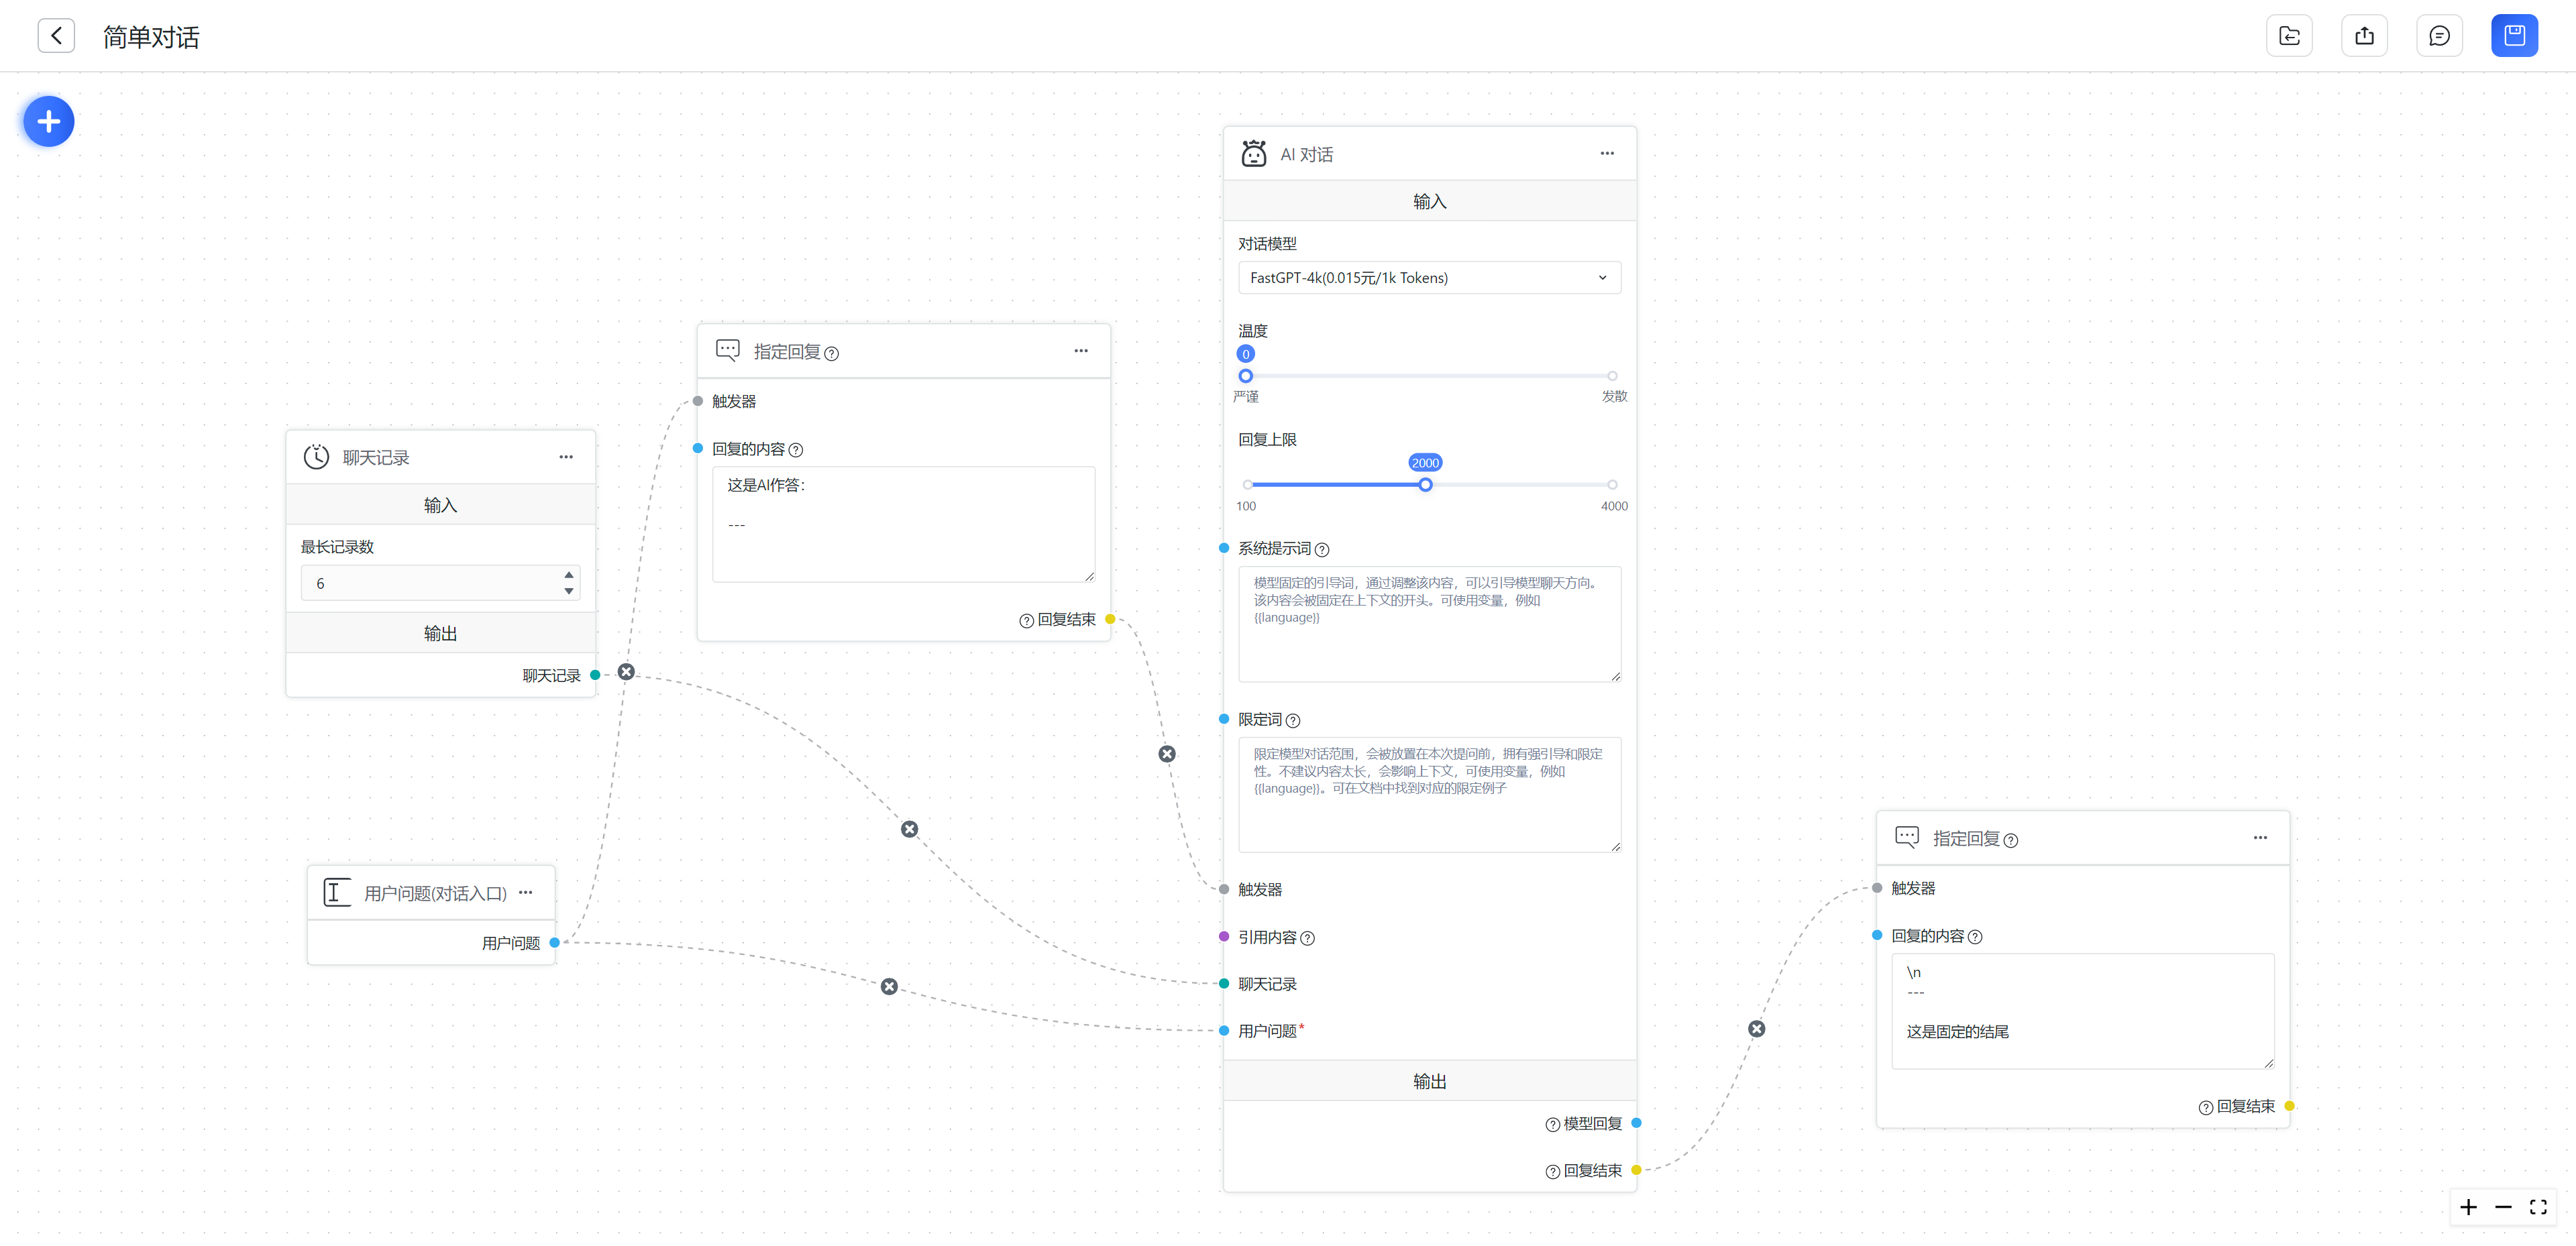 简单对话
聊天记录
输入
最长记录数
6
输出
聊天记录
用户问题(对话入口)
用户问题
指定回复
触发器
回复的内容
这是AI作答：
---
回复结束
AI 对话
输入
对话模型
FastGPT-4k(0.015元/1k Tokens)
温度
0
严谨
发散
回复上限
2000
100
4000
系统提示词
模型固定的引导词，通过调整该内容，可以引导模型聊天方向。
该内容会被固定在上下文的开头。可使用变量，例如
{{language}}
限定词
限定模型对话范围，会被放置在本次提问前，拥有强引导和限定
性。不建议内容太长，会影响上下文，可使用变量，例如
{{language}}。可在文档中找到对应的限定例子
触发器
引用内容
聊天记录
用户问题*
输出
模型回复
回复结束
指定回复
触发器
回复的内容
\n
---
这是固定的结尾
回复结束